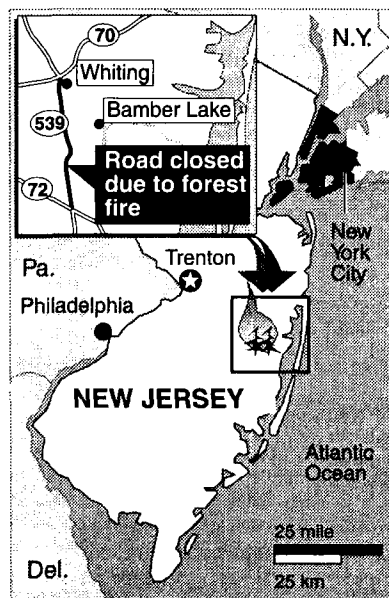 70
N.Y.
Whiting
Bamber Lake
539
Road closed
due to forest
fire
72
New
York
City
Pa.
Trenton
Philadelphia
NEW JERSEY
Atlantic
Ocean
25 mile
25 km
Del.